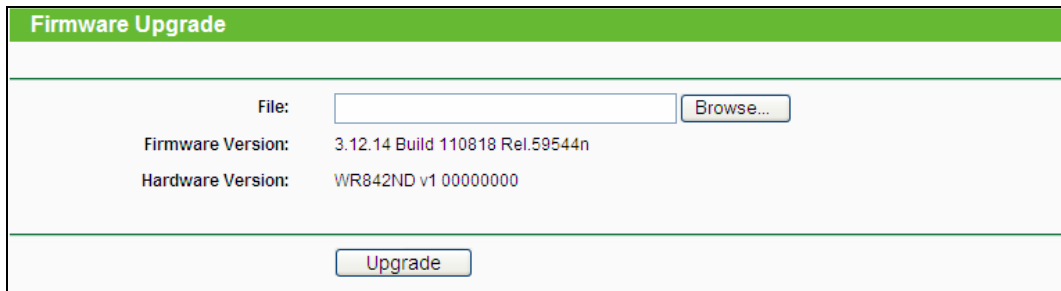 Firmware Upgrade
File: Browse...
Firmware Version: 3.12.14 Build 110818 Rel.59544n
Hardware Version: WR842ND v1 00000000
Upgrade